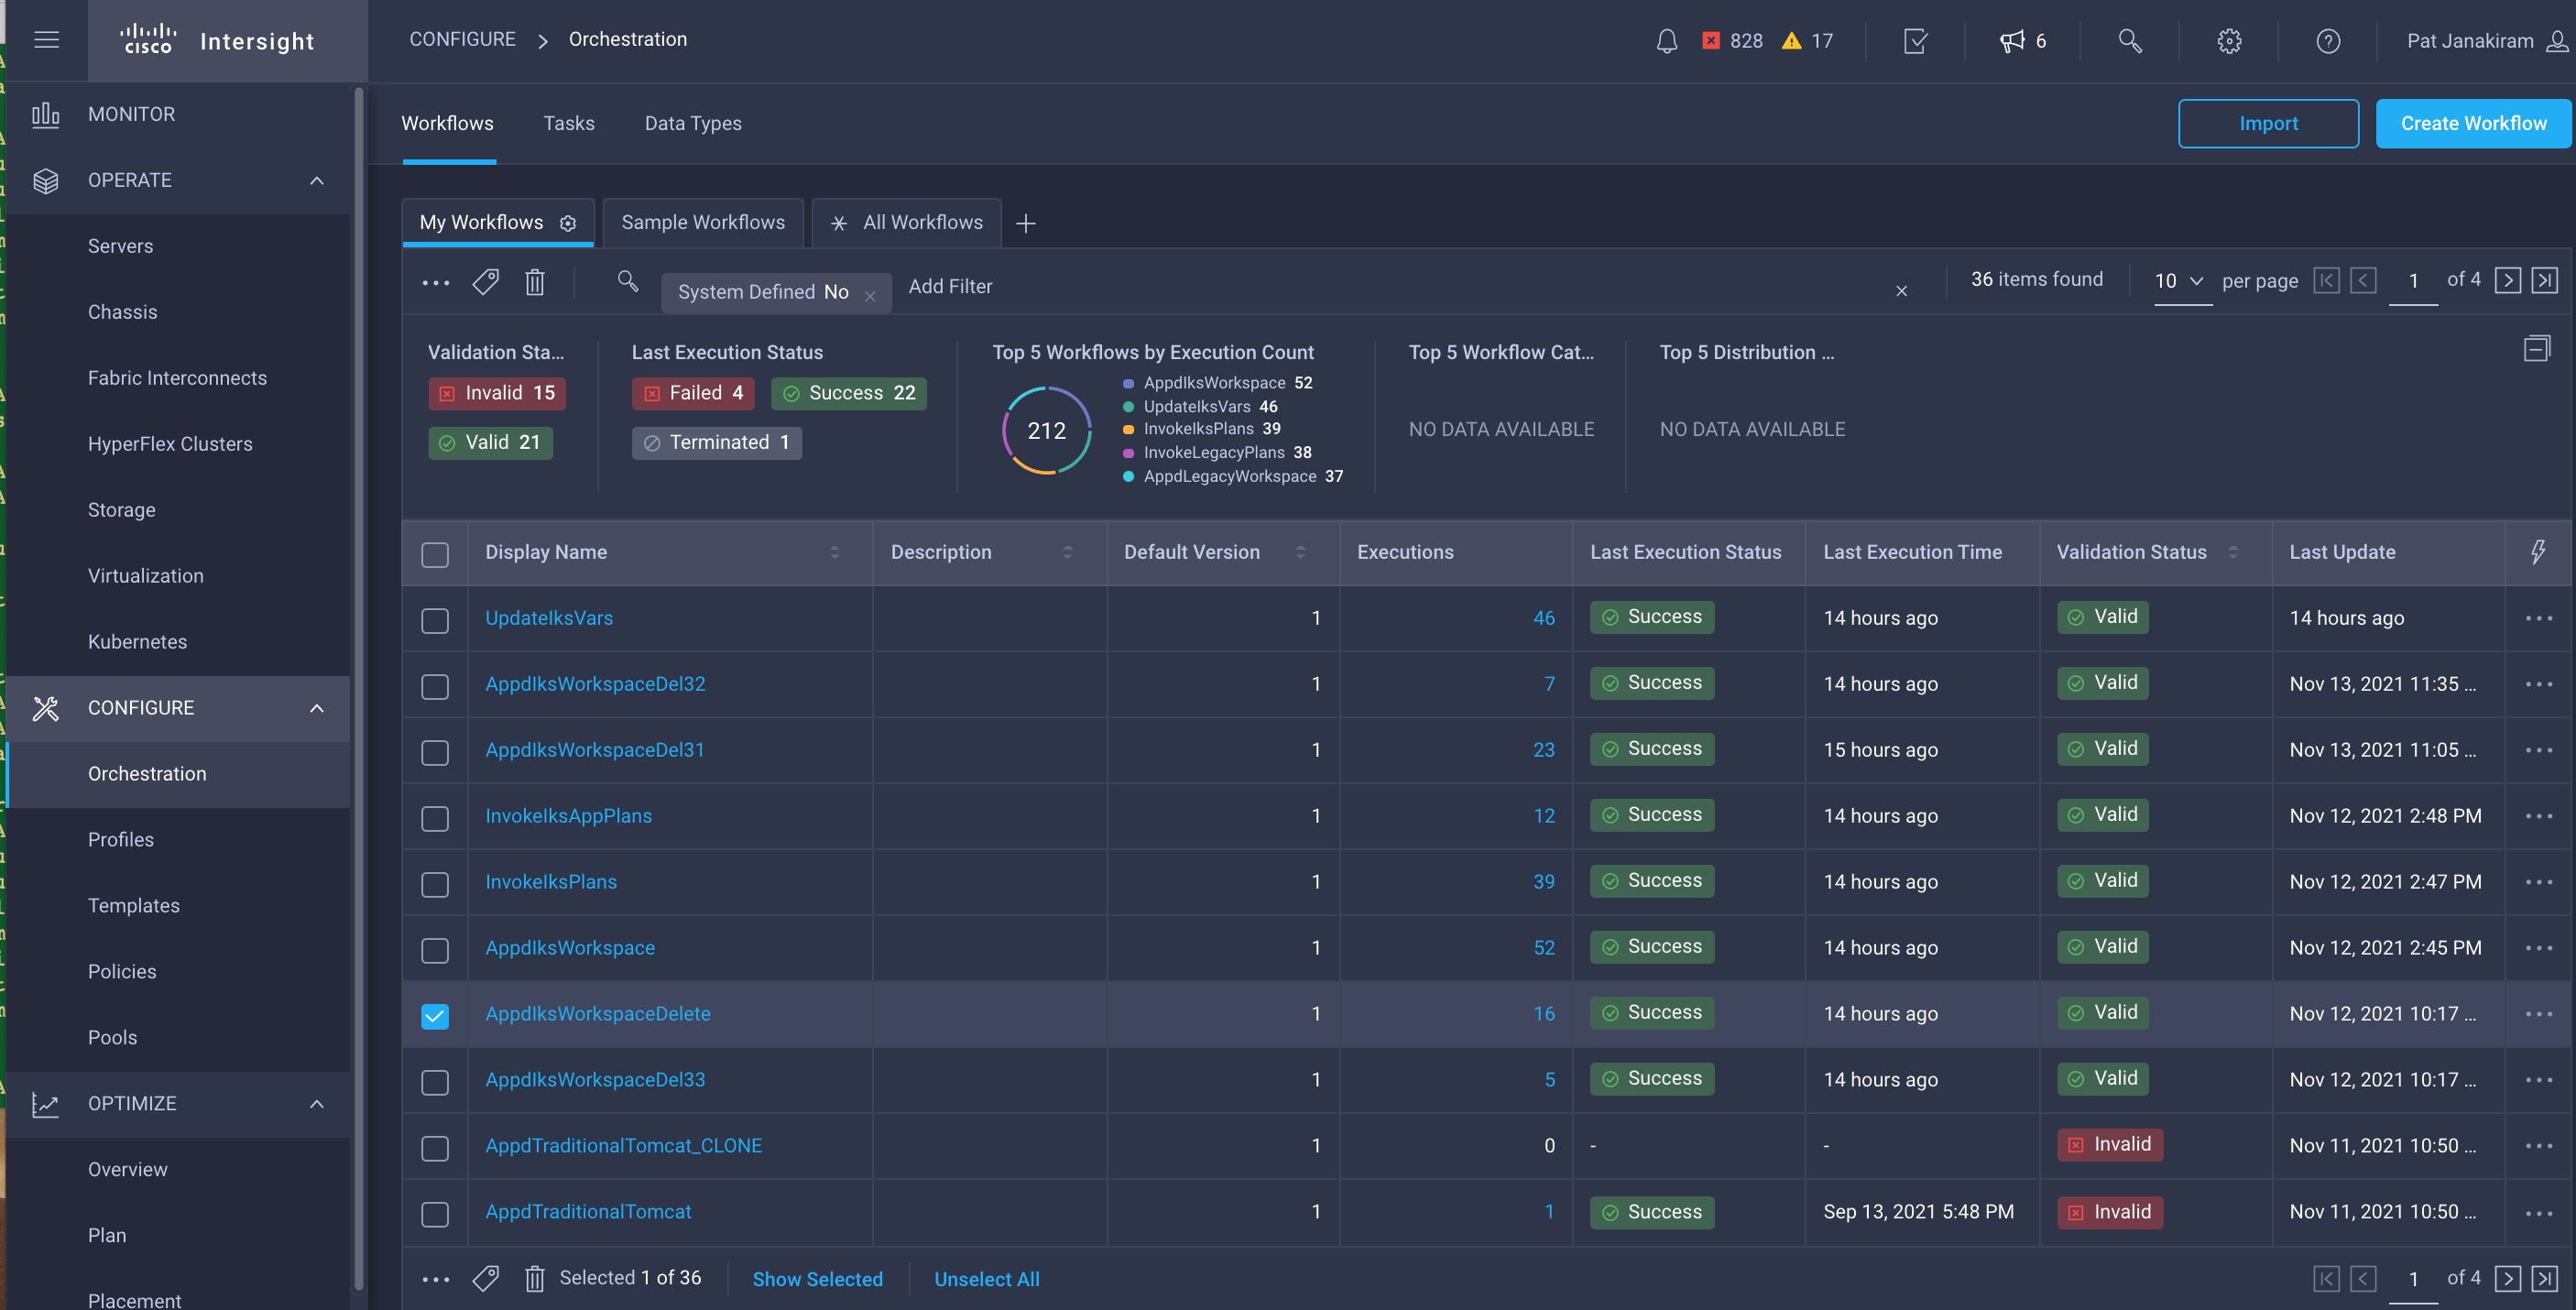 cisco Intersight
CONFIGURE > Orchestration
828 17
6
Pat Janakiram
MONITOR
OPERATE
Servers
Chassis
Fabric Interconnects
HyperFlex Clusters
Storage
Virtualization
Kubernetes
CONFIGURE
Orchestration
Profiles
Templates
Policies
Pools
OPTIMIZE
Overview
Plan
Placement
Workflows Tasks Data Types
Import Create Workflow
My Workflows Sample Workflows All Workflows
System Defined No Add Filter
36 items found 10 per page 1 of 4
Validation Sta...
Invalid 15
Valid 21
Last Execution Status
Failed 4 Success 22
Terminated 1
Top 5 Workflows by Execution Count
212
AppdIksWorkspace 52
UpdateIksVars 46
InvokeIksPlans 39
InvokeLegacyPlans 38
AppdLegacyWorkspace 37
Top 5 Workflow Cat...
NO DATA AVAILABLE
Top 5 Distribution ...
NO DATA AVAILABLE
Display Name Description Default Version Executions Last Execution Status Last Execution Time Validation Status Last Update
UpdateIksVars 1 46 Success 14 hours ago Valid 14 hours ago
AppdIksWorkspaceDel32 1 7 Success 14 hours ago Valid Nov 13, 2021 11:35 ...
AppdIksWorkspaceDel31 1 23 Success 15 hours ago Valid Nov 13, 2021 11:05 ...
InvokeIksAppPlans 1 12 Success 14 hours ago Valid Nov 12, 2021 2:48 PM
InvokeIksPlans 1 39 Success 14 hours ago Valid Nov 12, 2021 2:47 PM
AppdIksWorkspace 1 52 Success 14 hours ago Valid Nov 12, 2021 2:45 PM
AppdIksWorkspaceDelete 1 16 Success 14 hours ago Valid Nov 12, 2021 10:17 ...
AppdIksWorkspaceDel33 1 5 Success 14 hours ago Valid Nov 12, 2021 10:17 ...
AppdTraditionalTomcat_CLONE 1 0 - - Invalid Nov 11, 2021 10:50 ...
AppdTraditionalTomcat 1 1 Success Sep 13, 2021 5:48 PM Invalid Nov 11, 2021 10:50 ...
Selected 1 of 36 Show Selected Unselect All
1 of 4